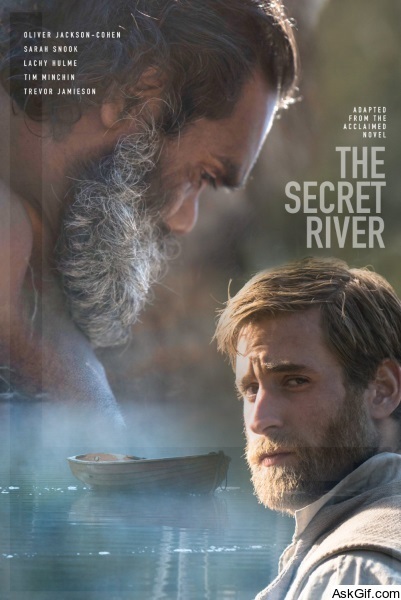 OLIVER JACKSON-COHEN
SARAH SNOOK
LACHY HULME
TIM MINCHIN
TREVOR JAMIESON
ADAPTED
FROM THE
ACCLAIMED
NOVEL
THE
SECRET
RIVER
AskGif.com